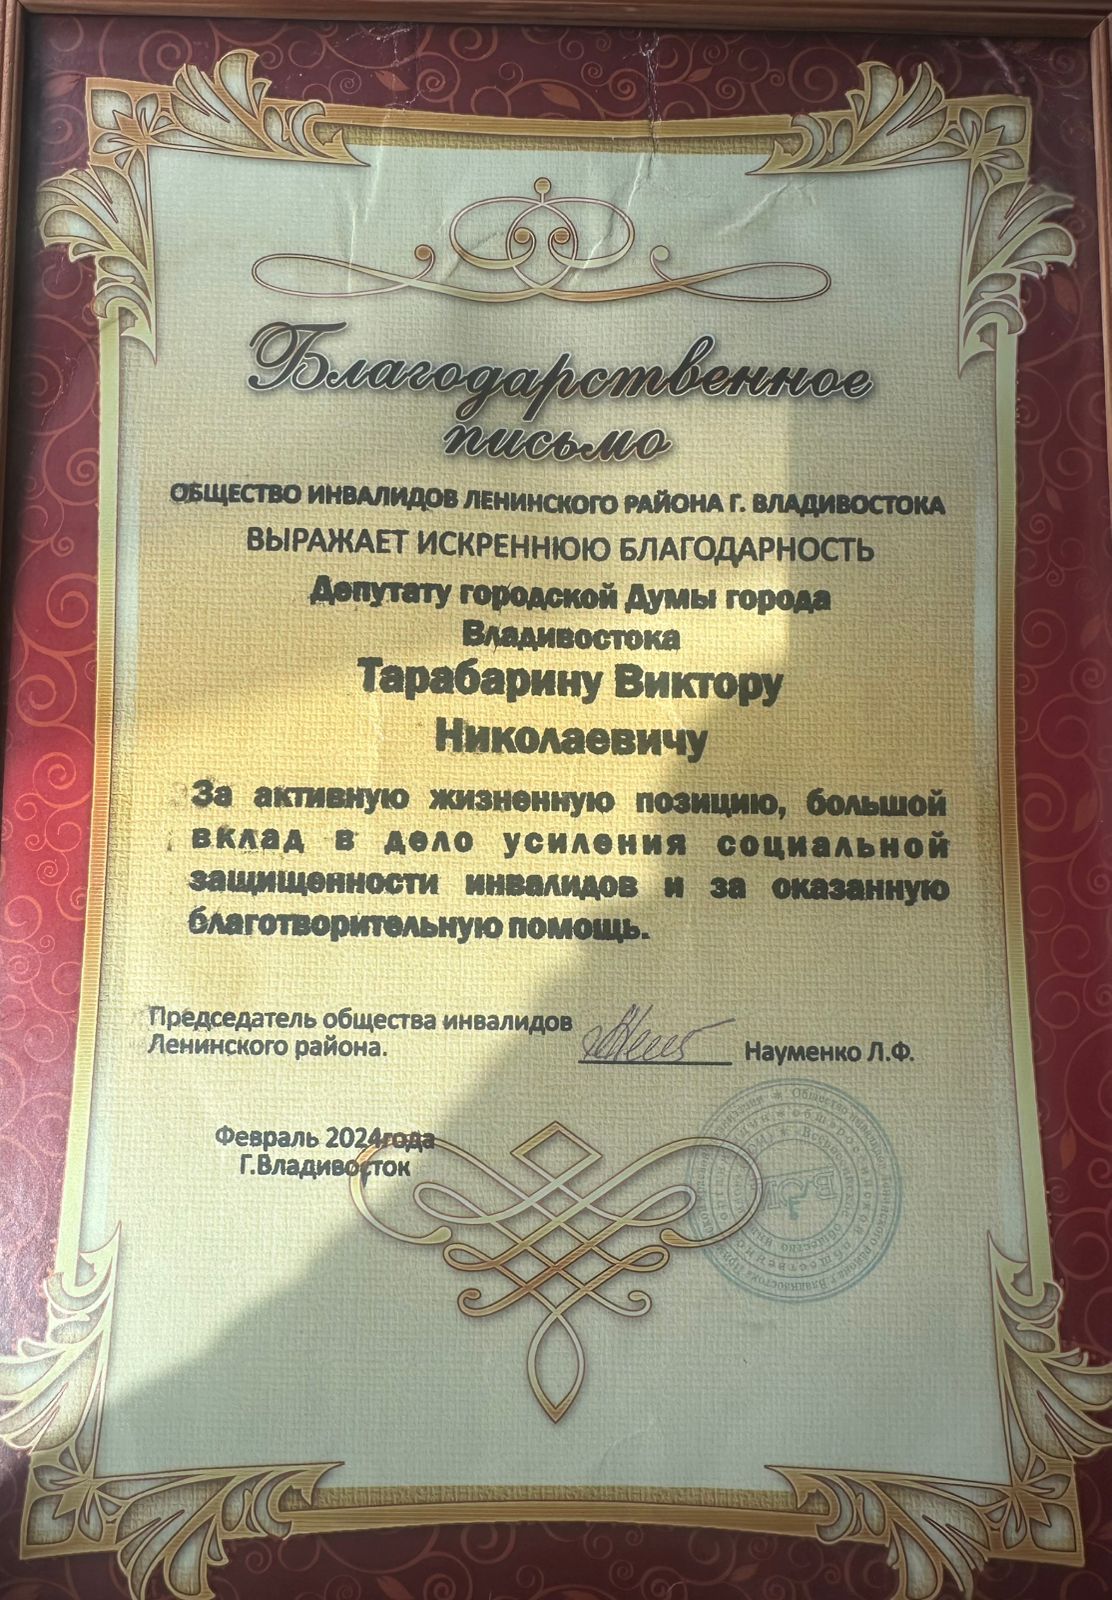 Благодарственное
письмо
ОБЩЕСТВО ИНВАЛИДОВ ЛЕНИНСКОГО РАЙОНА Г. ВЛАДИВОСТОКА
ВЫРАЖАЕТ ИСКРЕННЮЮ БЛАГОДАРНОСТЬ
Депутату городской Думы города
Владивостока
Тарабарину Виктору
Николаевичу
За активную жизненную позицию, большой
вклад в дело усиления социальной
защищенности инвалидов и за оказанную
благотворительную помощь.
Председатель общества инвалидов
Ленинского района.
Науменко Л.Ф.
Февраль 2024года
Г.Владивосток